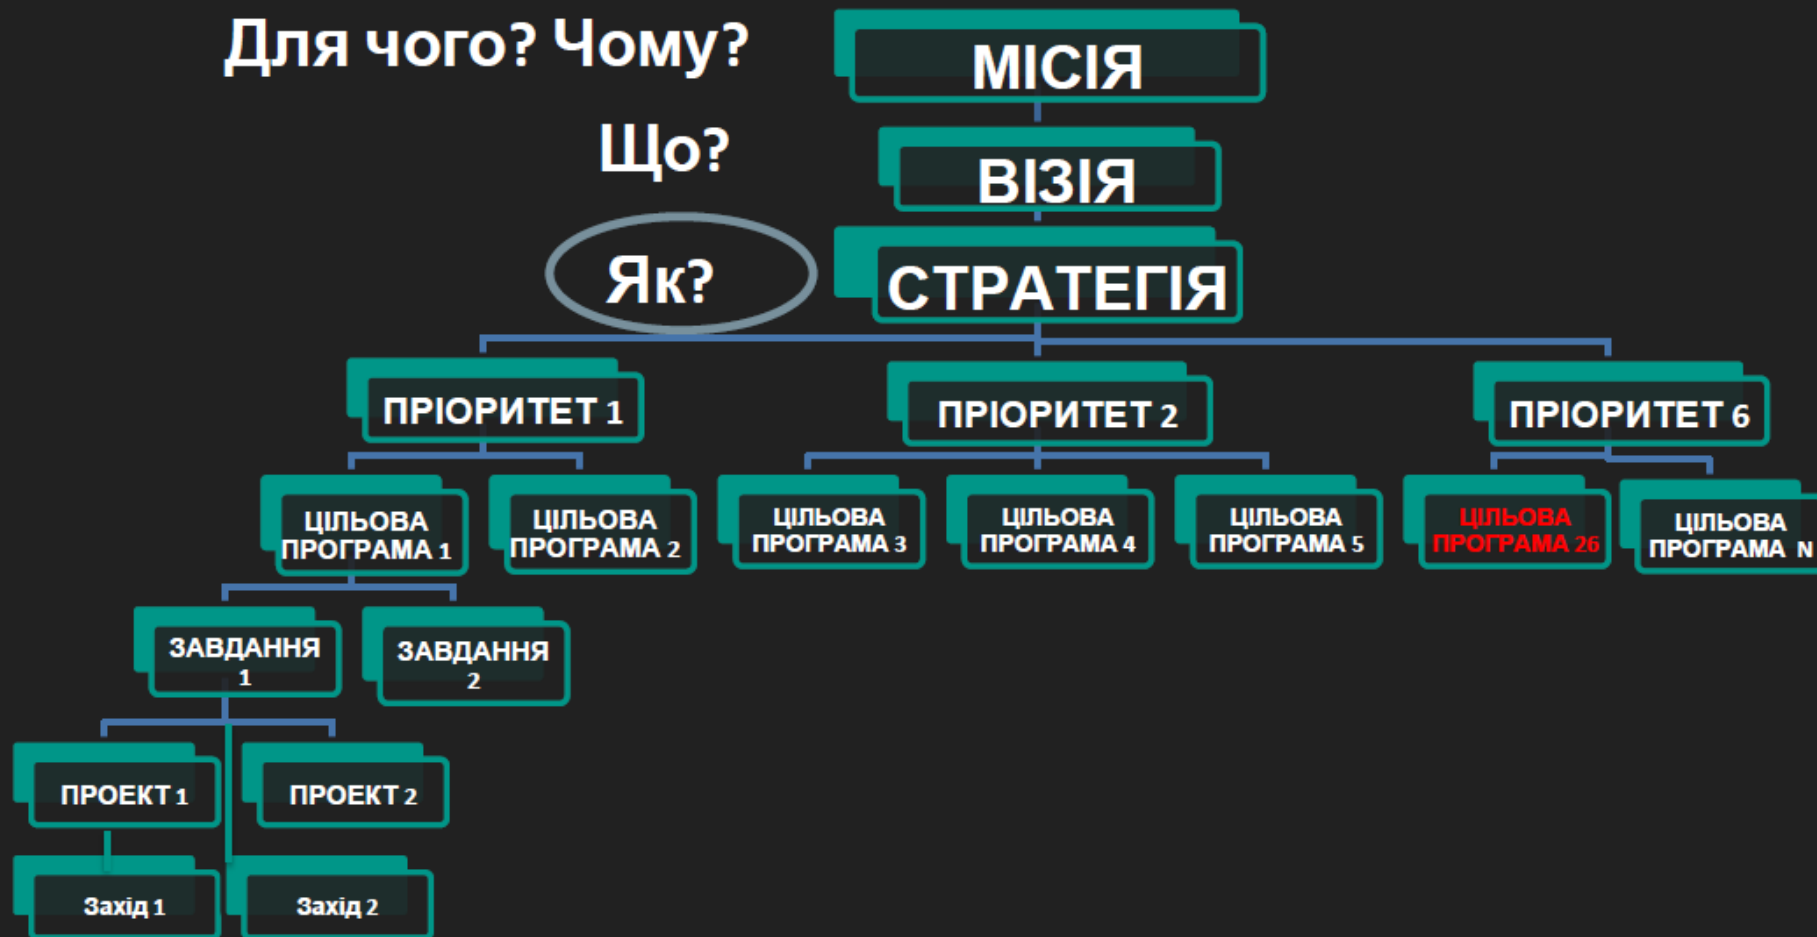 Для чого? Чому?
МІСІЯ
Що?
ВІЗІЯ
Як?
СТРАТЕГІЯ
ПРІОРИТЕТ 1
ПРІОРИТЕТ 2
ПРІОРИТЕТ 6
ЦІЛЬОВА
ПРОГРАМА 1
ЦІЛЬОВА
ПРОГРАМА 2
ЦІЛЬОВА
ПРОГРАМА 3
ЦІЛЬОВА
ПРОГРАМА 4
ЦІЛЬОВА
ПРОГРАМА 5
ЦІЛЬОВА
ПРОГРАМА 26
ЦІЛЬОВА
ПРОГРАМА N
ЗАВДАННЯ
1
ЗАВДАННЯ
2
ПРОЕКТ 1
ПРОЕКТ 2
Захід 1
Захід 2